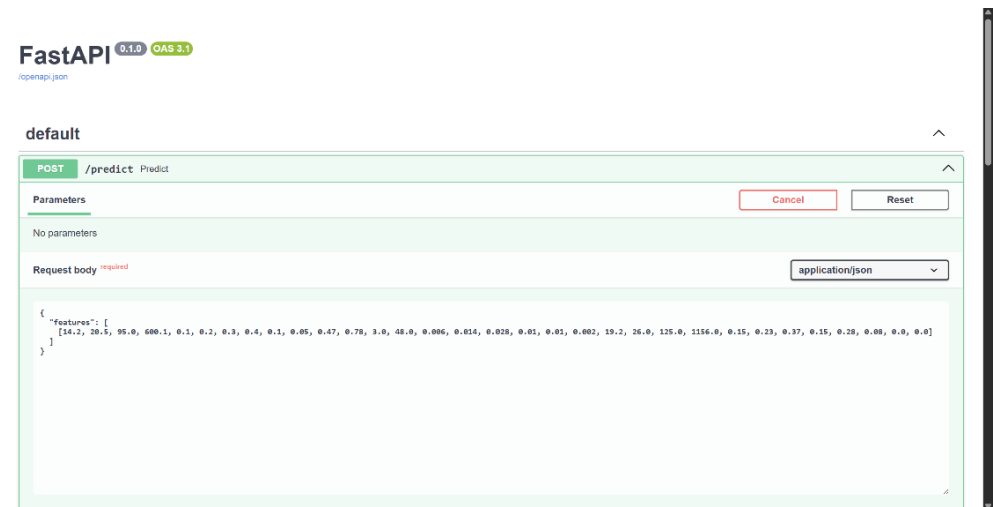 FastAPI 0.1.0 OAS 3.1
/openapi.json
default
POST /predict Predict
Parameters
Cancel
Reset
No parameters
Request body required
application/json
{
"features": [
[14.2, 20.5, 95.0, 600.1, 0.1, 0.2, 0.3, 0.4, 0.1, 0.05, 0.47, 0.78, 3.0, 48.0, 0.006, 0.014, 0.028, 0.01, 0.01, 0.002, 19.2, 26.0, 125.0, 1156.0, 0.15, 0.23, 0.37, 0.15, 0.28, 0.08, 0.0, 0.0]
]
}